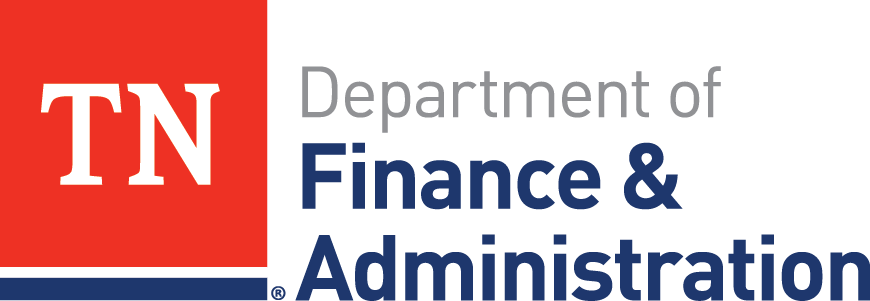 TN
Department of
Finance &
® Administration